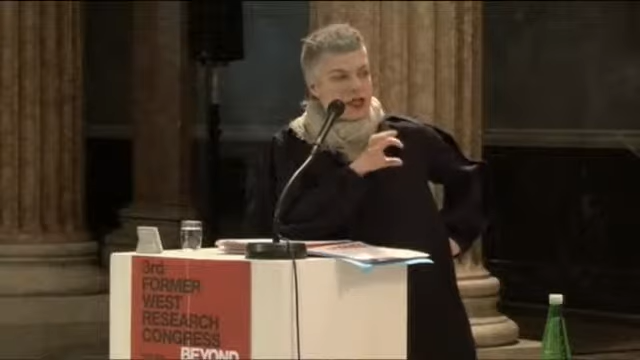 3rd
FORMER
WEST
RESEARCH
CONGRESS
BEYOND